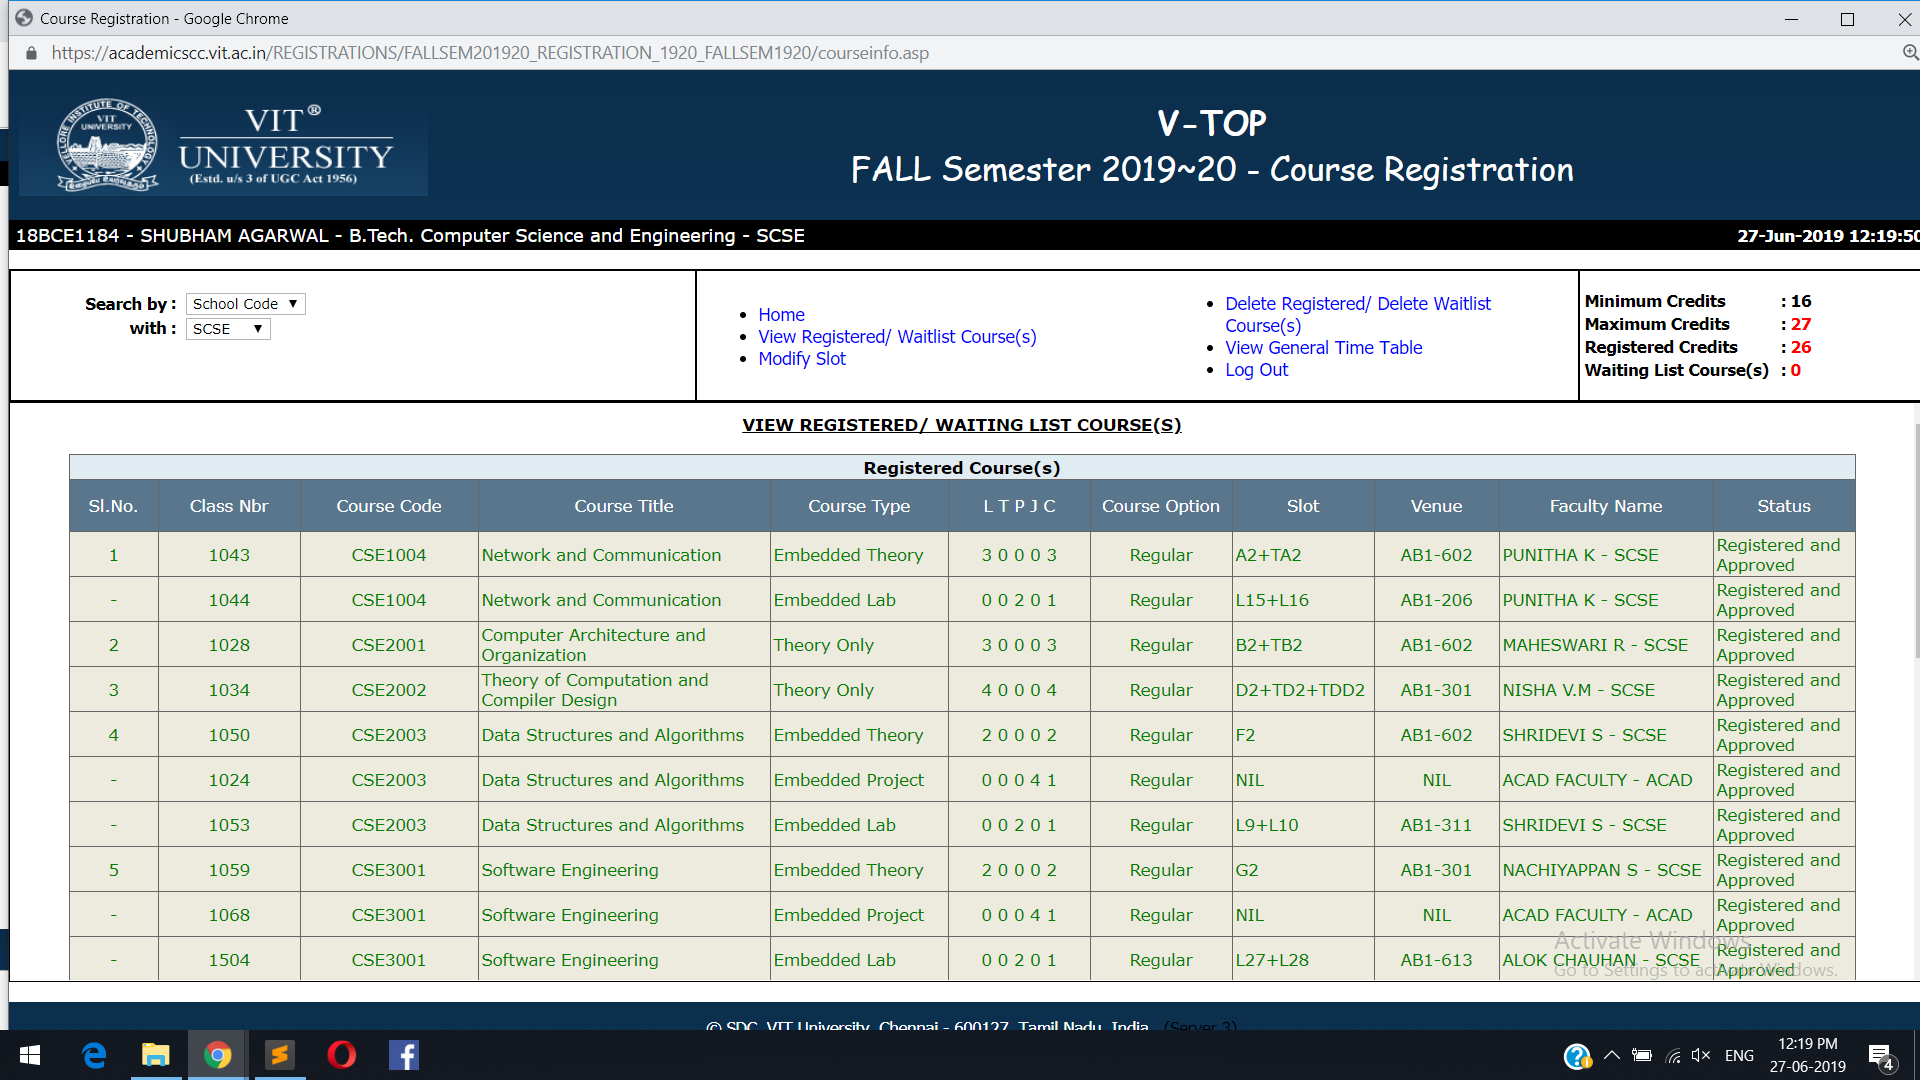 Course Registration - Google Chrome
https://academicscc.vit.ac.in/REGISTRATIONS/FALLSEM201920_REGISTRATION_1920_FALLSEM1920/courseinfo.asp
VELLORE INSTITUTE OF TECHNOLOGY
VIT
UNIVERSITY
VIT®
UNIVERSITY
(Estd. u/s 3 of UGC Act 1956)
V-TOP
FALL Semester 2019~20 - Course Registration
18BCE1184 - SHUBHAM AGARWAL - B.Tech. Computer Science and Engineering - SCSE 27-Jun-2019 12:19:50
Search by : School Code
with : SCSE
Home
View Registered/ Waitlist Course(s)
Modify Slot
Delete Registered/ Delete Waitlist
Course(s)
View General Time Table
Log Out
Minimum Credits : 16
Maximum Credits : 27
Registered Credits : 26
Waiting List Course(s) : 0
VIEW REGISTERED/ WAITING LIST COURSE(S)
Registered Course(s)
Sl.No. Class Nbr Course Code Course Title Course Type L T P J C Course Option Slot Venue Faculty Name Status
1 1043 CSE1004 Network and Communication Embedded Theory 3 0 0 0 3 Regular A2+TA2 AB1-602 PUNITHA K - SCSE Registered and Approved
- 1044 CSE1004 Network and Communication Embedded Lab 0 0 2 0 1 Regular L15+L16 AB1-206 PUNITHA K - SCSE Registered and Approved
2 1028 CSE2001 Computer Architecture and Organization Theory Only 3 0 0 0 3 Regular B2+TB2 AB1-602 MAHESWARI R - SCSE Registered and Approved
3 1034 CSE2002 Theory of Computation and Compiler Design Theory Only 4 0 0 0 4 Regular D2+TD2+TDD2 AB1-301 NISHA V.M - SCSE Registered and Approved
4 1050 CSE2003 Data Structures and Algorithms Embedded Theory 2 0 0 0 2 Regular F2 AB1-602 SHRIDEVI S - SCSE Registered and Approved
- 1024 CSE2003 Data Structures and Algorithms Embedded Project 0 0 0 4 1 Regular NIL NIL ACAD FACULTY - ACAD Registered and Approved
- 1053 CSE2003 Data Structures and Algorithms Embedded Lab 0 0 2 0 1 Regular L9+L10 AB1-311 SHRIDEVI S - SCSE Registered and Approved
5 1059 CSE3001 Software Engineering Embedded Theory 2 0 0 0 2 Regular G2 AB1-301 NACHIYAPPAN S - SCSE Registered and Approved
- 1068 CSE3001 Software Engineering Embedded Project 0 0 0 4 1 Regular NIL NIL ACAD FACULTY - ACAD Registered and Approved
- 1504 CSE3001 Software Engineering Embedded Lab 0 0 2 0 1 Regular L27+L28 AB1-613 ALOK CHAUHAN - SCSE Registered and Approved
Activate Windows
Go to Settings to activate Windows.
© SDC, VIT University, Chennai - 600127, Tamil Nadu, India. (Server 3)
ENG
12:19 PM
27-06-2019
4